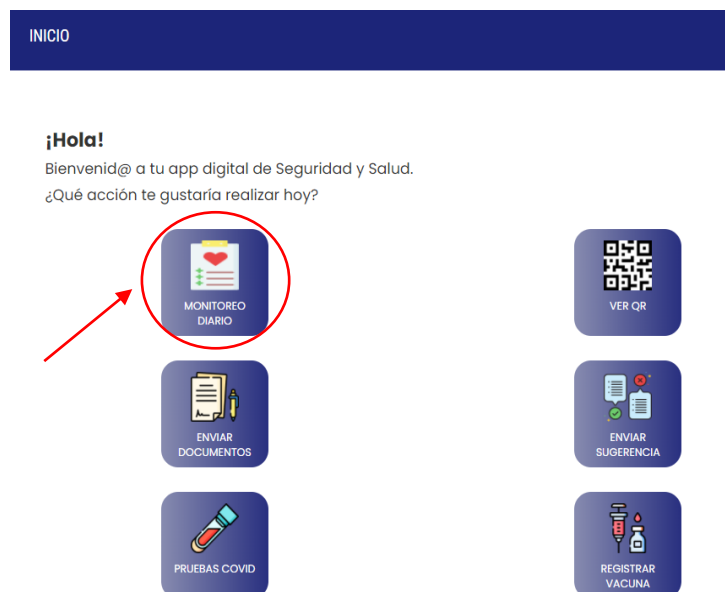 INICIO
¡Hola!
Bienvenid@ a tu app digital de Seguridad y Salud.
¿Qué acción te gustaría realizar hoy?
MONITOREO
DIARIO
VER QR
ENVIAR
DOCUMENTOS
ENVIAR
SUGERENCIA
PRUEBAS COVID
REGISTRAR
VACUNA